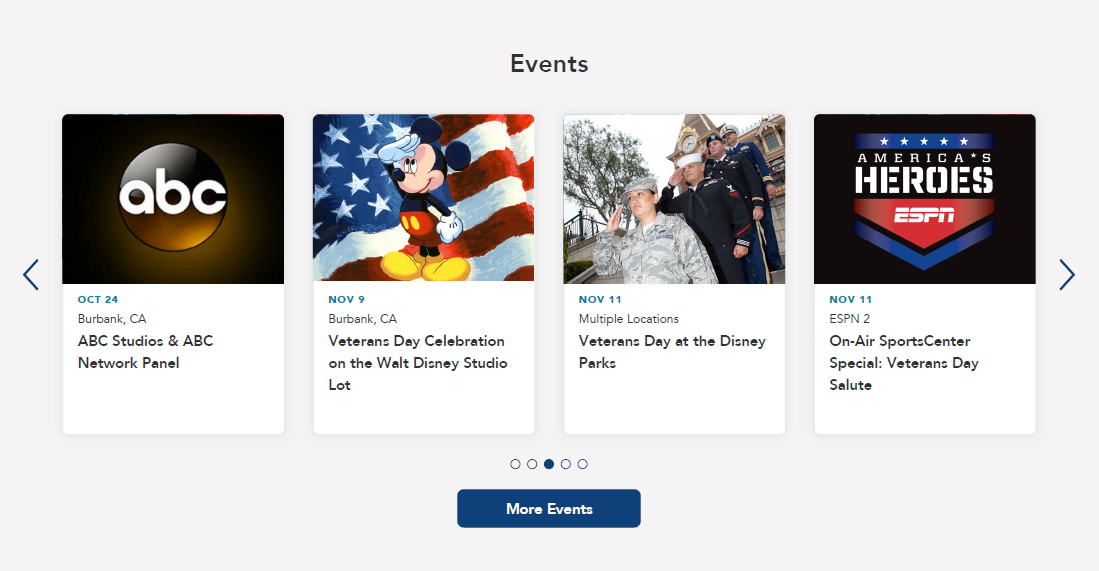 Events
abc
AMERICA★S
HEROES
ESPN
OCT 24
Burbank, CA
ABC Studios & ABC
Network Panel
NOV 9
Burbank, CA
Veterans Day Celebration
on the Walt Disney Studio
Lot
NOV 11
Multiple Locations
Veterans Day at the Disney
Parks
NOV 11
ESPN 2
On-Air SportsCenter
Special: Veterans Day
Salute
More Events